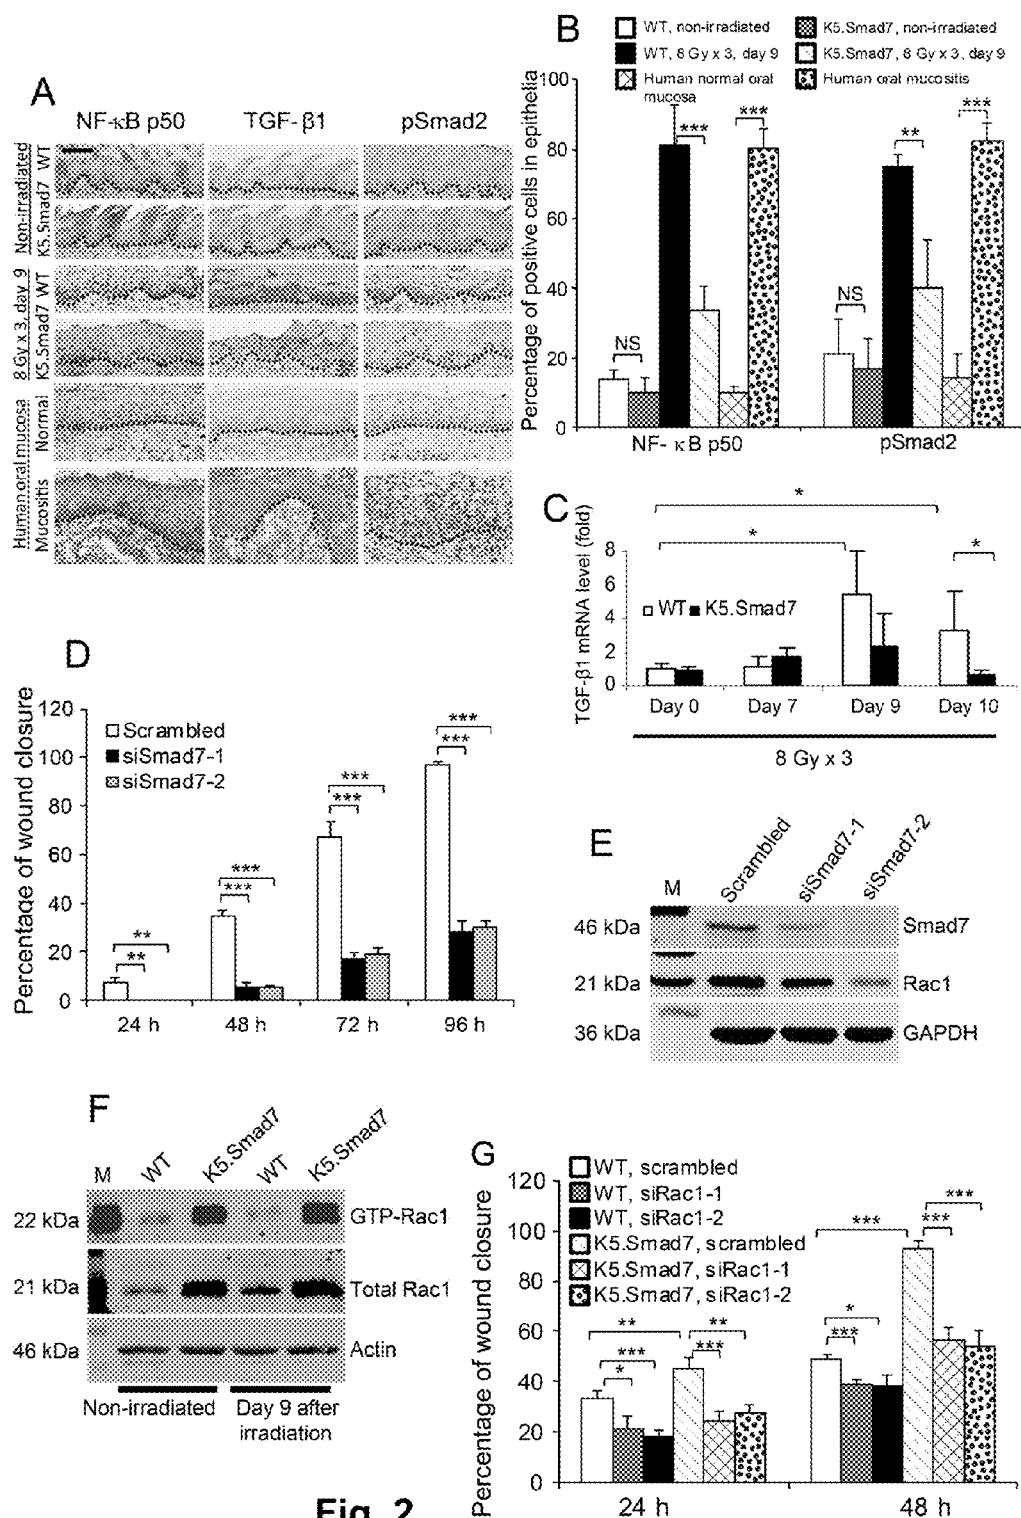 A
NF-κB p50 TGF-β1 pSmad2
Non-irradiated
WT
K5.Smad7
8 Gy x 3, day 9
WT
K5.Smad7
Human oral mucosa
Normal
Mucositis
B
WT, non-irradiated
K5.Smad7, non-irradiated
WT, 8 Gy x 3, day 9
K5.Smad7, 8 Gy x 3, day 9
Human normal oral
mucosa
Human oral mucositis
Percentage of positive cells in epithelia
100
80
60
40
20
0
NS
***
***
NS
**
***
NF- κB p50
pSmad2
C
TGF-β1 mRNA level (fold)
8
6
4
2
0
*
*
*
WT K5.Smad7
Day 0 Day 7 Day 9 Day 10
8 Gy x 3
D
Percentage of wound closure
120
100
80
60
40
20
0
Scrambled
siSmad7-1
siSmad7-2
**
**
***
***
***
***
***
***
24 h 48 h 72 h 96 h
E
M Scrambled siSmad7-1 siSmad7-2
46 kDa Smad7
21 kDa Rac1
36 kDa GAPDH
F
M WT K5.Smad7 WT K5.Smad7
22 kDa GTP-Rac1
21 kDa Total Rac1
46 kDa Actin
Non-irradiated Day 9 after
irradiation
G
WT, scrambled
WT, siRac1-1
WT, siRac1-2
K5.Smad7, scrambled
K5.Smad7, siRac1-1
K5.Smad7, siRac1-2
Percentage of wound closure
120
100
80
60
40
20
0
**
***
*
**
***
***
*
***
***
***
24 h 48 h
Fig. 2